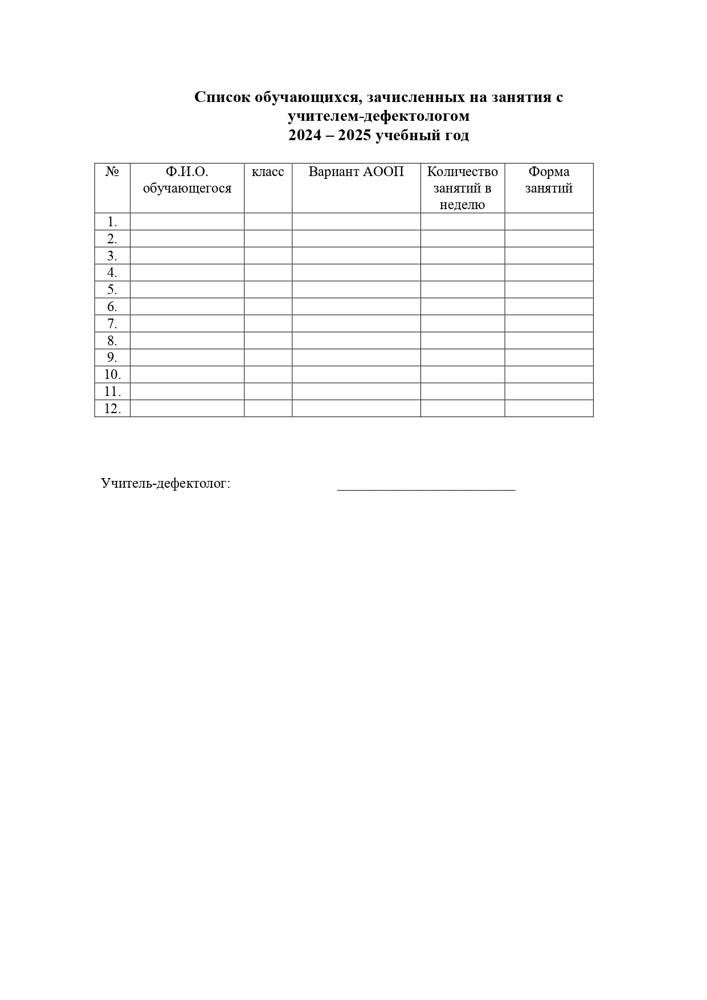 Список обучающихся, зачисленных на занятия с
учителем-дефектологом
2024 – 2025 учебный год
№ Ф.И.О. обучающегося класс Вариант АООП Количество занятий в неделю Форма занятий
1.
2.
3.
4.
5.
6.
7.
8.
9.
10.
11.
12.
Учитель-дефектолог: _________________________